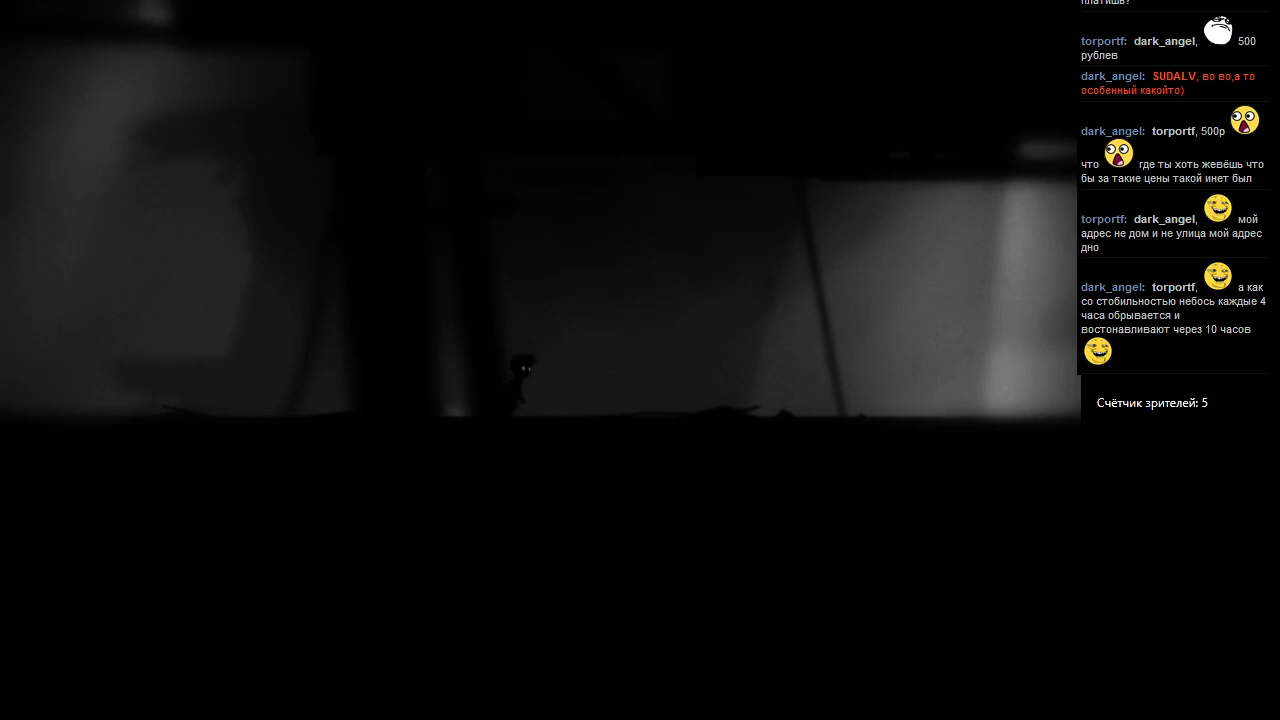 платишь?
torportf: dark_angel, 500
рублев
dark_angel: SUDALV, во во,а то
особенный какойто)
dark_angel: torportf, 500р
что где ты хоть жевёшь что
бы за такие цены такой инет был
torportf: dark_angel, мой
адрес не дом и не улица мой адрес
дно
dark_angel: torportf, а как
со стобильностью небось каждые 4
часа обрывается и
востонавливают через 10 часов
Счётчик зрителей: 5